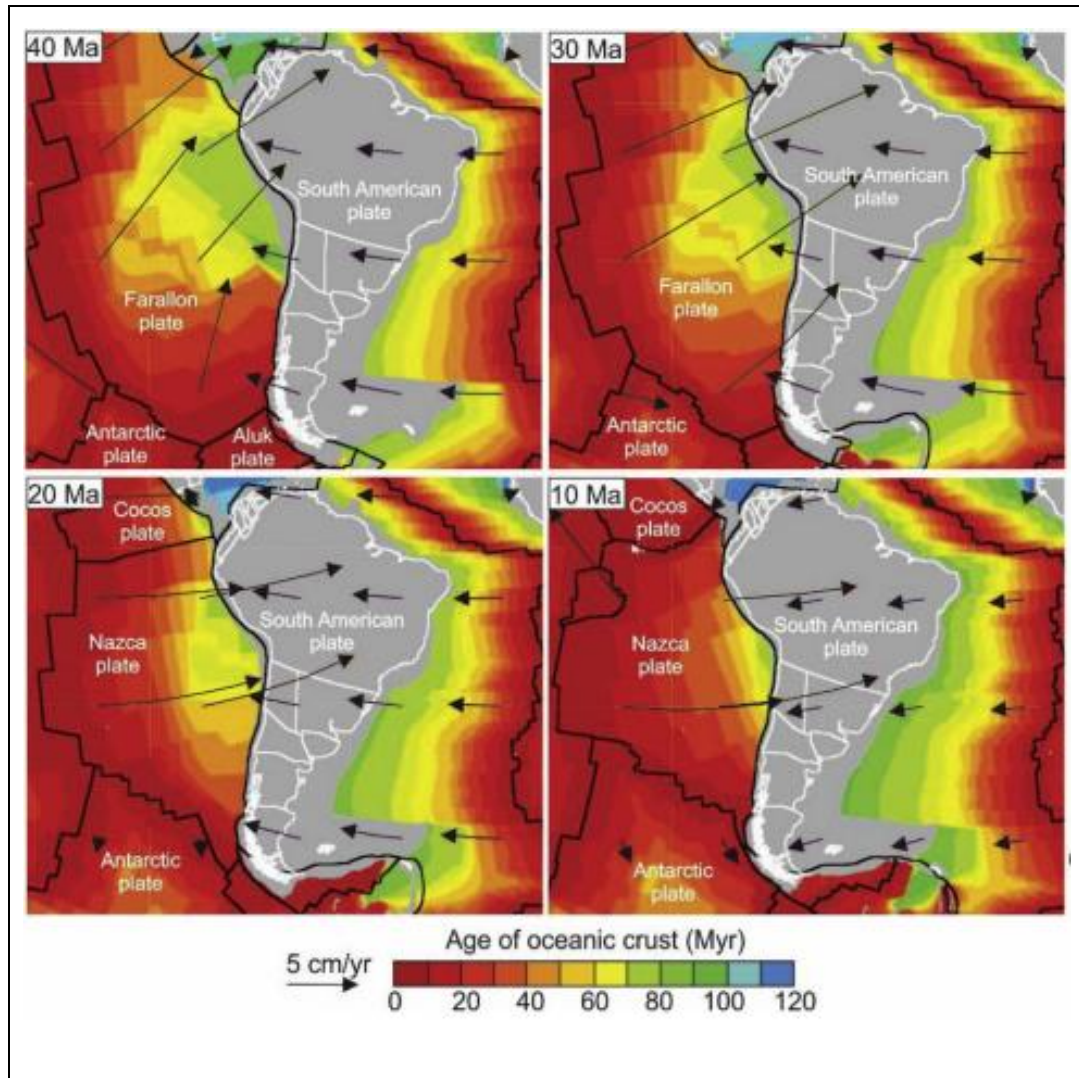 40 Ma
South American
plate
Farallon
plate
Antarctic
plate
Aluk
plate
30 Ma
South American
plate
Farallon
plate
Antarctic
plate
20 Ma
Cocos
plate
South American
plate
Nazca
plate
Antarctic
plate
10 Ma
Cocos
plate
South American
plate
Nazca
plate
Antarctic
plate
Age of oceanic crust (Myr)
5 cm/yr
0 20 40 60 80 100 120